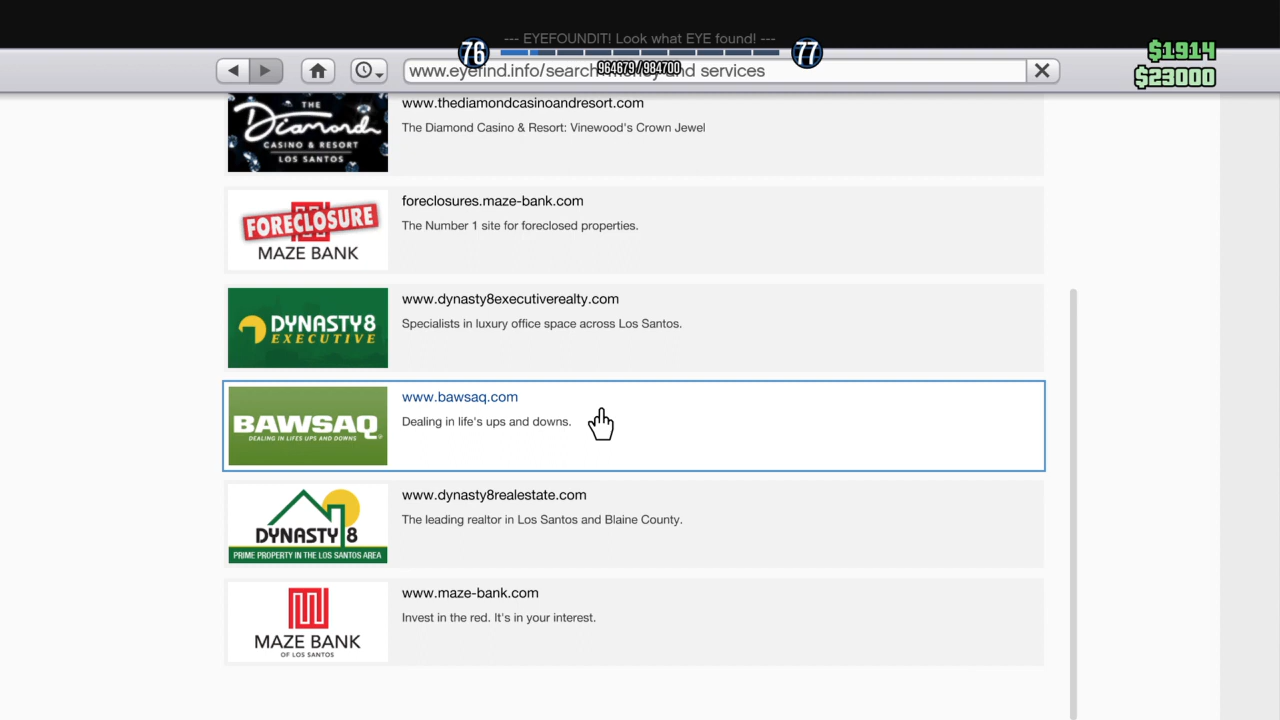 --- EYEFOUNDIT! Look what EYE found! ---
76
77
964679 / 984700
www.eyefind.info/search and services
$1914
$23000
THE
Diamond
CASINO & RESORT
LOS SANTOS
www.thediamondcasinoandresort.com
The Diamond Casino & Resort: Vinewood's Crown Jewel
FORECLOSURE
MAZE BANK
foreclosures.maze-bank.com
The Number 1 site for foreclosed properties.
DYNASTY8
EXECUTIVE
www.dynasty8executiverealty.com
Specialists in luxury office space across Los Santos.
BAWSAQ
DEALING IN LIFES UPS AND DOWNS
www.bawsaq.com
Dealing in life's ups and downs.
DYNASTY 8
PRIME PROPERTY IN THE LOS SANTOS AREA
www.dynasty8realestate.com
The leading realtor in Los Santos and Blaine County.
MAZE BANK
OF LOS SANTOS
www.maze-bank.com
Invest in the red. It's in your interest.